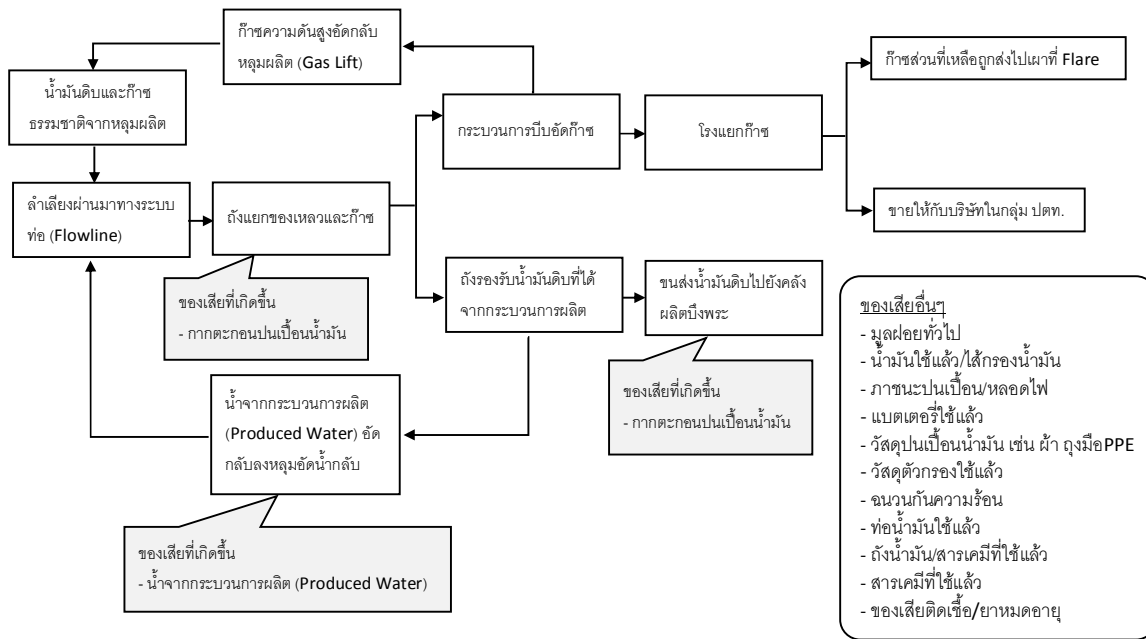 ก๊าซความดันสูงอัดกลับ
หลุมผลิต (Gas Lift)
น้ำมันดิบและก๊าซ
ธรรมชาติจากหลุมผลิต
ลำเลียงผ่านมาทางระบบ
ท่อ (Flowline)
ถังแยกของเหลวและก๊าซ
ของเสียที่เกิดขึ้น
- กากตะกอนปนเปื้อนน้ำมัน
กระบวนการบีบอัดก๊าซ
โรงแยกก๊าซ
ก๊าซส่วนที่เหลือถูกส่งไปเผาที่ Flare
ขายให้กับบริษัทในกลุ่ม ปตท.
ถังรองรับน้ำมันดิบที่ได้
จากกระบวนการผลิต
ขนส่งน้ำมันดิบไปยังคลัง
ผลิตบึงพระ
ของเสียที่เกิดขึ้น
- กากตะกอนปนเปื้อนน้ำมัน
น้ำจากกระบวนการผลิต
(Produced Water) อัด
กลับลงหลุมอัดน้ำกลับ
ของเสียที่เกิดขึ้น
- น้ำจากกระบวนการผลิต (Produced Water)
ของเสียอื่นๆ
- มูลฝอยทั่วไป
- น้ำมันใช้แล้ว/ไส้กรองน้ำมัน
- ภาชนะปนเปื้อน/หลอดไฟ
- แบตเตอรี่ใช้แล้ว
- วัสดุปนเปื้อนน้ำมัน เช่น ผ้า ถุงมือPPE
- วัสดุตัวกรองใช้แล้ว
- ฉนวนกันความร้อน
- ท่อน้ำมันใช้แล้ว
- ถังน้ำมัน/สารเคมีที่ใช้แล้ว
- สารเคมีที่ใช้แล้ว
- ของเสียติดเชื้อ/ยาหมดอายุ